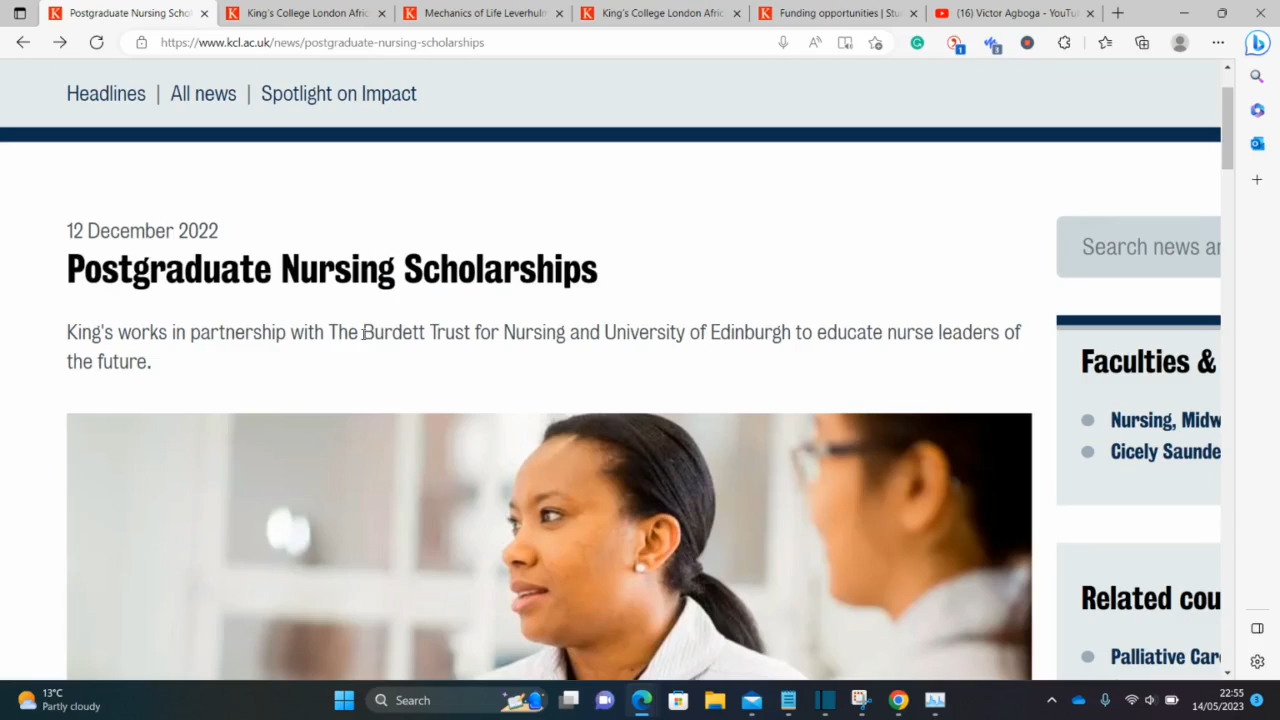 Postgraduate Nursing Schol
King's College London Afric
Mechanics of Life Leverhulm
King's College London Afric
Funding opportunities | Stu
(16) Victor Agboga - YouTu
https://www.kcl.ac.uk/news/postgraduate-nursing-scholarships
Headlines | All news | Spotlight on Impact
12 December 2022
Postgraduate Nursing Scholarships
Search news an
King's works in partnership with The Burdett Trust for Nursing and University of Edinburgh to educate nurse leaders of
the future.
Faculties &
Nursing, Midw
Cicely Saunde
Related cou
Palliative Care
13°C
Partly cloudy
Search
22:55
14/05/2023
3